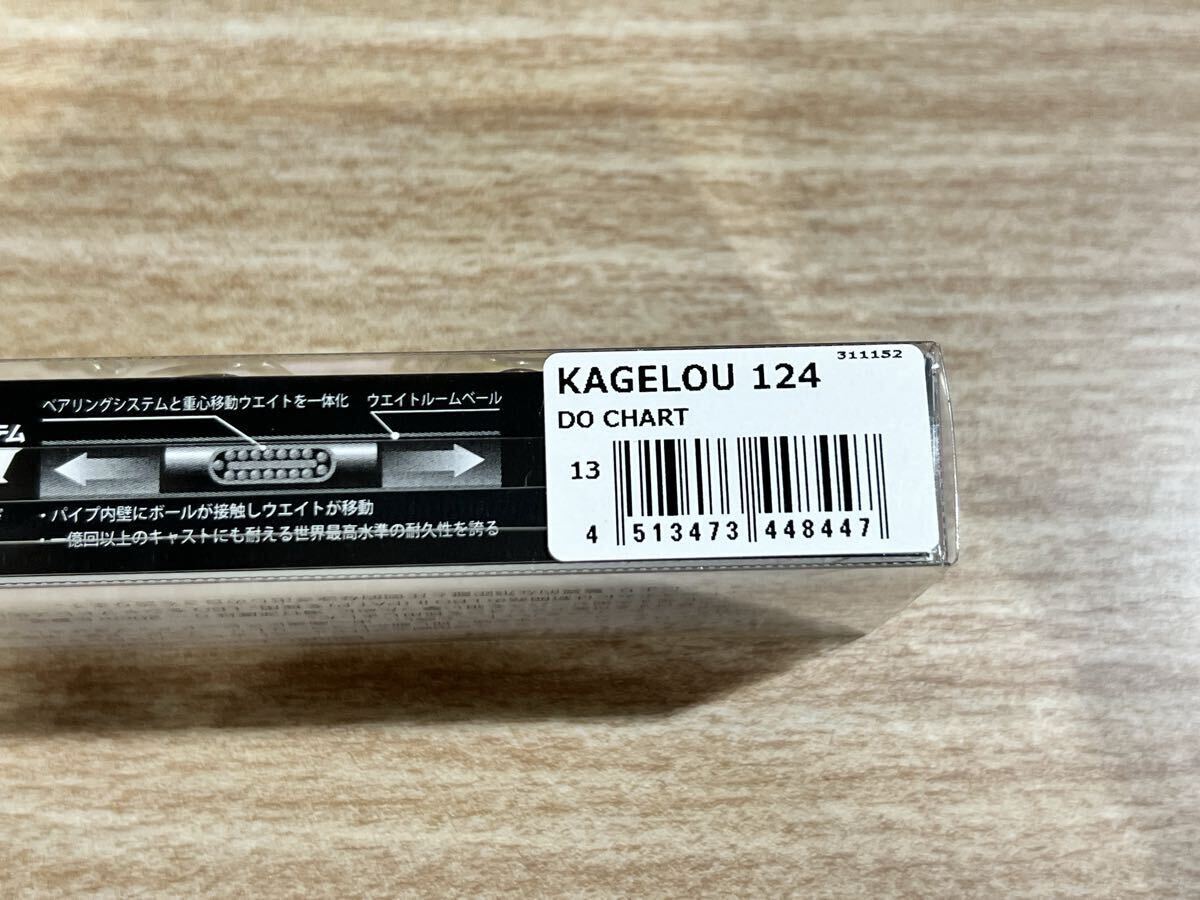 ベアリングシステムと重心移動ウエイトを一体化 ウエイトルームベール
テム
・パイプ内壁にボールが接触しウエイトが移動
・一億回以上のキャストにも耐える世界最高水準の耐久性を誇る
311152
KAGELOU 124
DO CHART
13
4 513473 448447